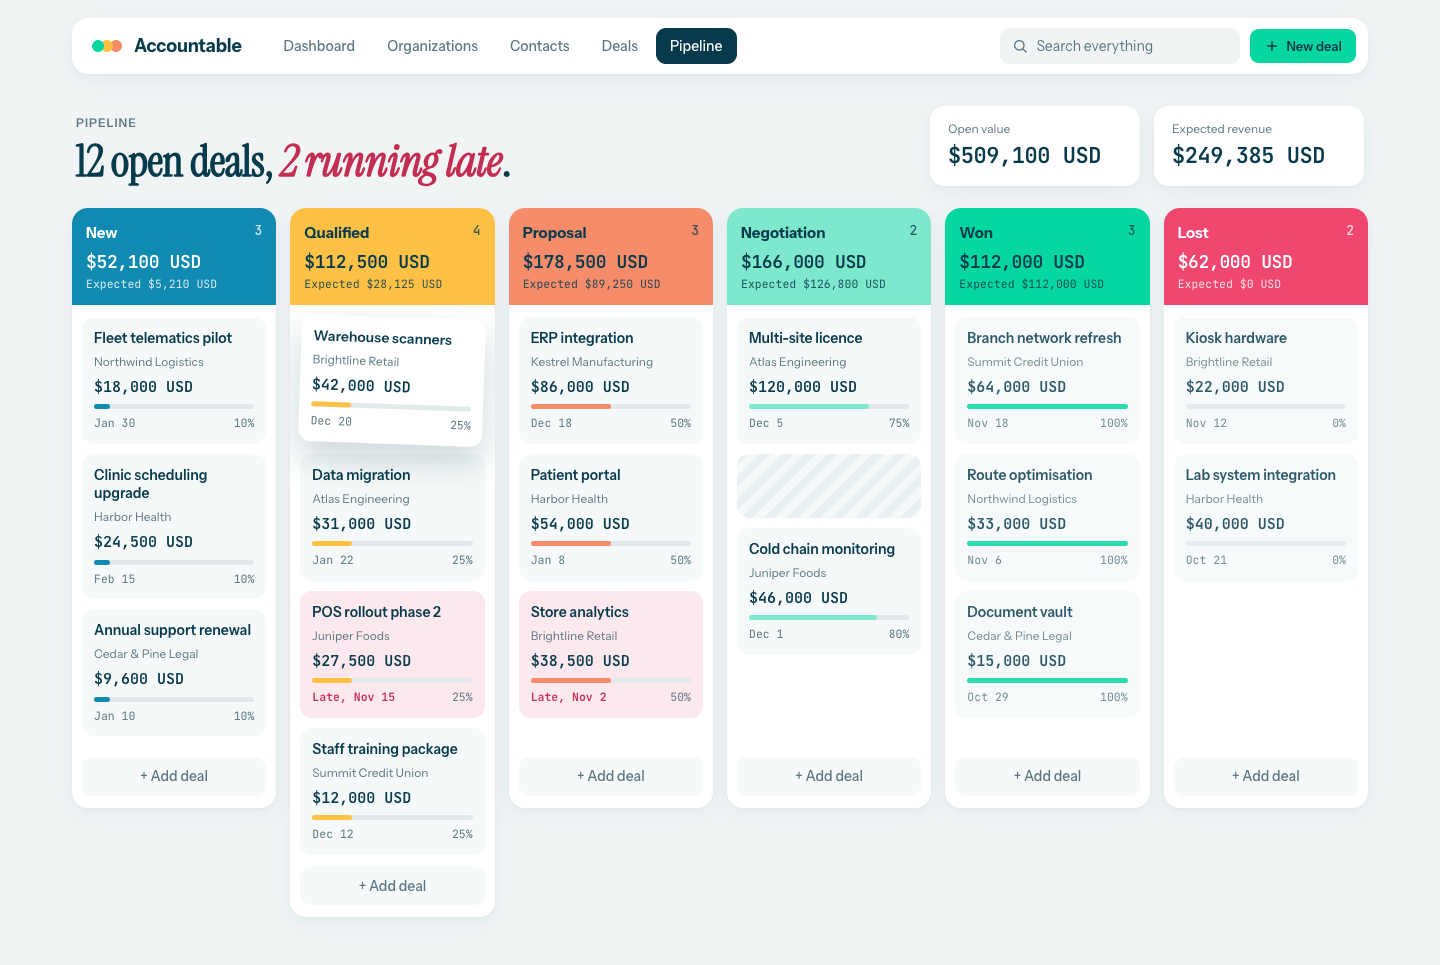 Accountable
Dashboard
Organizations
Contacts
Deals
Pipeline
Search everything
+ New deal
PIPELINE
12 open deals, 2 running late.
Open value
$509,100 USD
Expected revenue
$249,385 USD
New 3
$52,100 USD
Expected $5,210 USD
Fleet telematics pilot
Northwind Logistics
$18,000 USD
Jan 30 10%
Clinic scheduling
upgrade
Harbor Health
$24,500 USD
Feb 15 10%
Annual support renewal
Cedar & Pine Legal
$9,600 USD
Jan 10 10%
+ Add deal
Qualified 4
$112,500 USD
Expected $28,125 USD
Warehouse scanners
Brightline Retail
$42,000 USD
Dec 20 25%
Data migration
Atlas Engineering
$31,000 USD
Jan 22 25%
POS rollout phase 2
Juniper Foods
$27,500 USD
Late, Nov 15 25%
Staff training package
Summit Credit Union
$12,000 USD
Dec 12 25%
+ Add deal
Proposal 3
$178,500 USD
Expected $89,250 USD
ERP integration
Kestrel Manufacturing
$86,000 USD
Dec 18 50%
Patient portal
Harbor Health
$54,000 USD
Jan 8 50%
Store analytics
Brightline Retail
$38,500 USD
Late, Nov 2 50%
+ Add deal
Negotiation 2
$166,000 USD
Expected $126,800 USD
Multi-site licence
Atlas Engineering
$120,000 USD
Dec 5 75%
Cold chain monitoring
Juniper Foods
$46,000 USD
Dec 1 80%
+ Add deal
Won 3
$112,000 USD
Expected $112,000 USD
Branch network refresh
Summit Credit Union
$64,000 USD
Nov 18 100%
Route optimisation
Northwind Logistics
$33,000 USD
Nov 6 100%
Document vault
Cedar & Pine Legal
$15,000 USD
Oct 29 100%
+ Add deal
Lost 2
$62,000 USD
Expected $0 USD
Kiosk hardware
Brightline Retail
$22,000 USD
Nov 12 0%
Lab system integration
Harbor Health
$40,000 USD
Oct 21 0%
+ Add deal